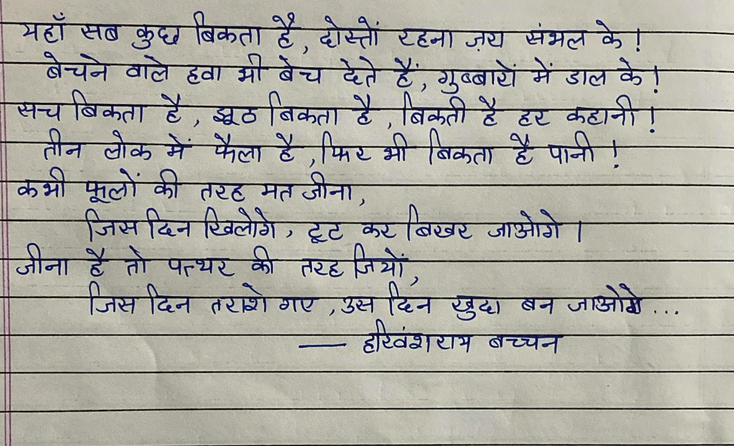 यहाँ सब कुछ बिकता है, दोस्तों रहना ज़रा संभल के!
बेचने वाले हवा भी बेच देते हैं, गुब्बारों में डाल के!
सच बिकता है, झूठ बिकता है, बिकती है हर कहानी!
तीन लोक में फैला है, फिर भी बिकता है पानी!
कभी फूलों की तरह मत जीना,
जिस दिन खिलोगे, टूट कर बिखर जाओगे।
जीना है तो पत्थर की तरह जियों,
जिस दिन तराशे गए, उस दिन खुदा बन जाओगे...
— हरिवंशराय बच्चन